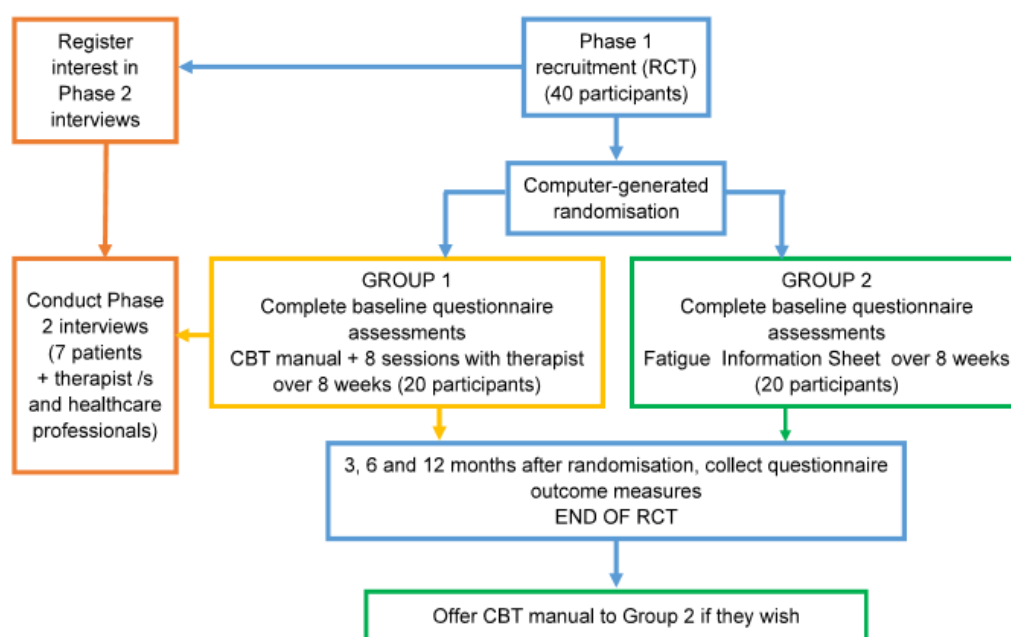 Register
interest in
Phase 2
interviews
Phase 1
recruitment (RCT)
(40 participants)
Computer-generated
randomisation
Conduct Phase
2 interviews
(7 patients
+ therapist /s
and healthcare
professionals)
GROUP 1
Complete baseline questionnaire
assessments
CBT manual + 8 sessions with therapist
over 8 weeks (20 participants)
GROUP 2
Complete baseline questionnaire
assessments
Fatigue Information Sheet over 8 weeks
(20 participants)
3, 6 and 12 months after randomisation, collect questionnaire
outcome measures
END OF RCT
Offer CBT manual to Group 2 if they wish